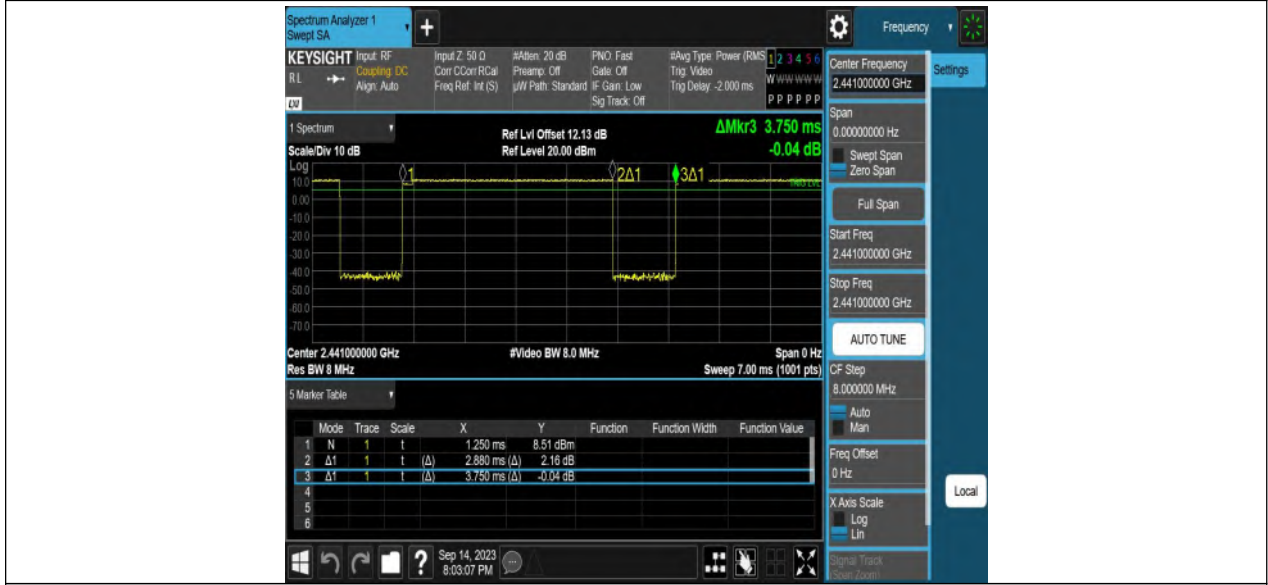 Spectrum Analyzer 1
Swept SA
+
Frequency
KEYSIGHT
Input: RF
Input Z: 50 Ω
#Atten: 20 dB
PNO: Fast
#Avg Type: Power (RMS
1 2 3 4 5 6
RL
Coupling: DC
Corr CCorr RCal
Preamp: Off
Gate: Off
Trig: Video
W W W W W W
Align: Auto
Freq Ref: Int (S)
µW Path: Standard
IF Gain: Low
Trig Delay: -2.000 ms
P P P P P P
Sig Track: Off
LXI
1 Spectrum
Ref Lvl Offset 12.13 dB
ΔMkr3 3.750 ms
Scale/Div 10 dB
Ref Level 20.00 dBm
-0.04 dB
Log
1
2Δ1
3Δ1
10.0
TRIG LVL
0.00
-10.0
-20.0
-30.0
-40.0
-50.0
-60.0
-70.0
Center 2.441000000 GHz
#Video BW 8.0 MHz
Span 0 Hz
Res BW 8 MHz
Sweep 7.00 ms (1001 pts)
5 Marker Table
Mode Trace Scale X Y Function Function Width Function Value
1 N 1 t 1.250 ms 8.51 dBm
2 Δ1 1 t (Δ) 2.880 ms (Δ) 2.16 dB
3 Δ1 1 t (Δ) 3.750 ms (Δ) -0.04 dB
4
5
6
? Sep 14, 2023
8:03:07 PM
Center Frequency
2.441000000 GHz
Settings
Span
0.00000000 Hz
Swept Span
Zero Span
Full Span
Start Freq
2.441000000 GHz
Stop Freq
2.441000000 GHz
AUTO TUNE
CF Step
8.000000 MHz
Auto
Man
Freq Offset
0 Hz
X Axis Scale
Log
Lin
Local
Signal Track
(Span Zoom)